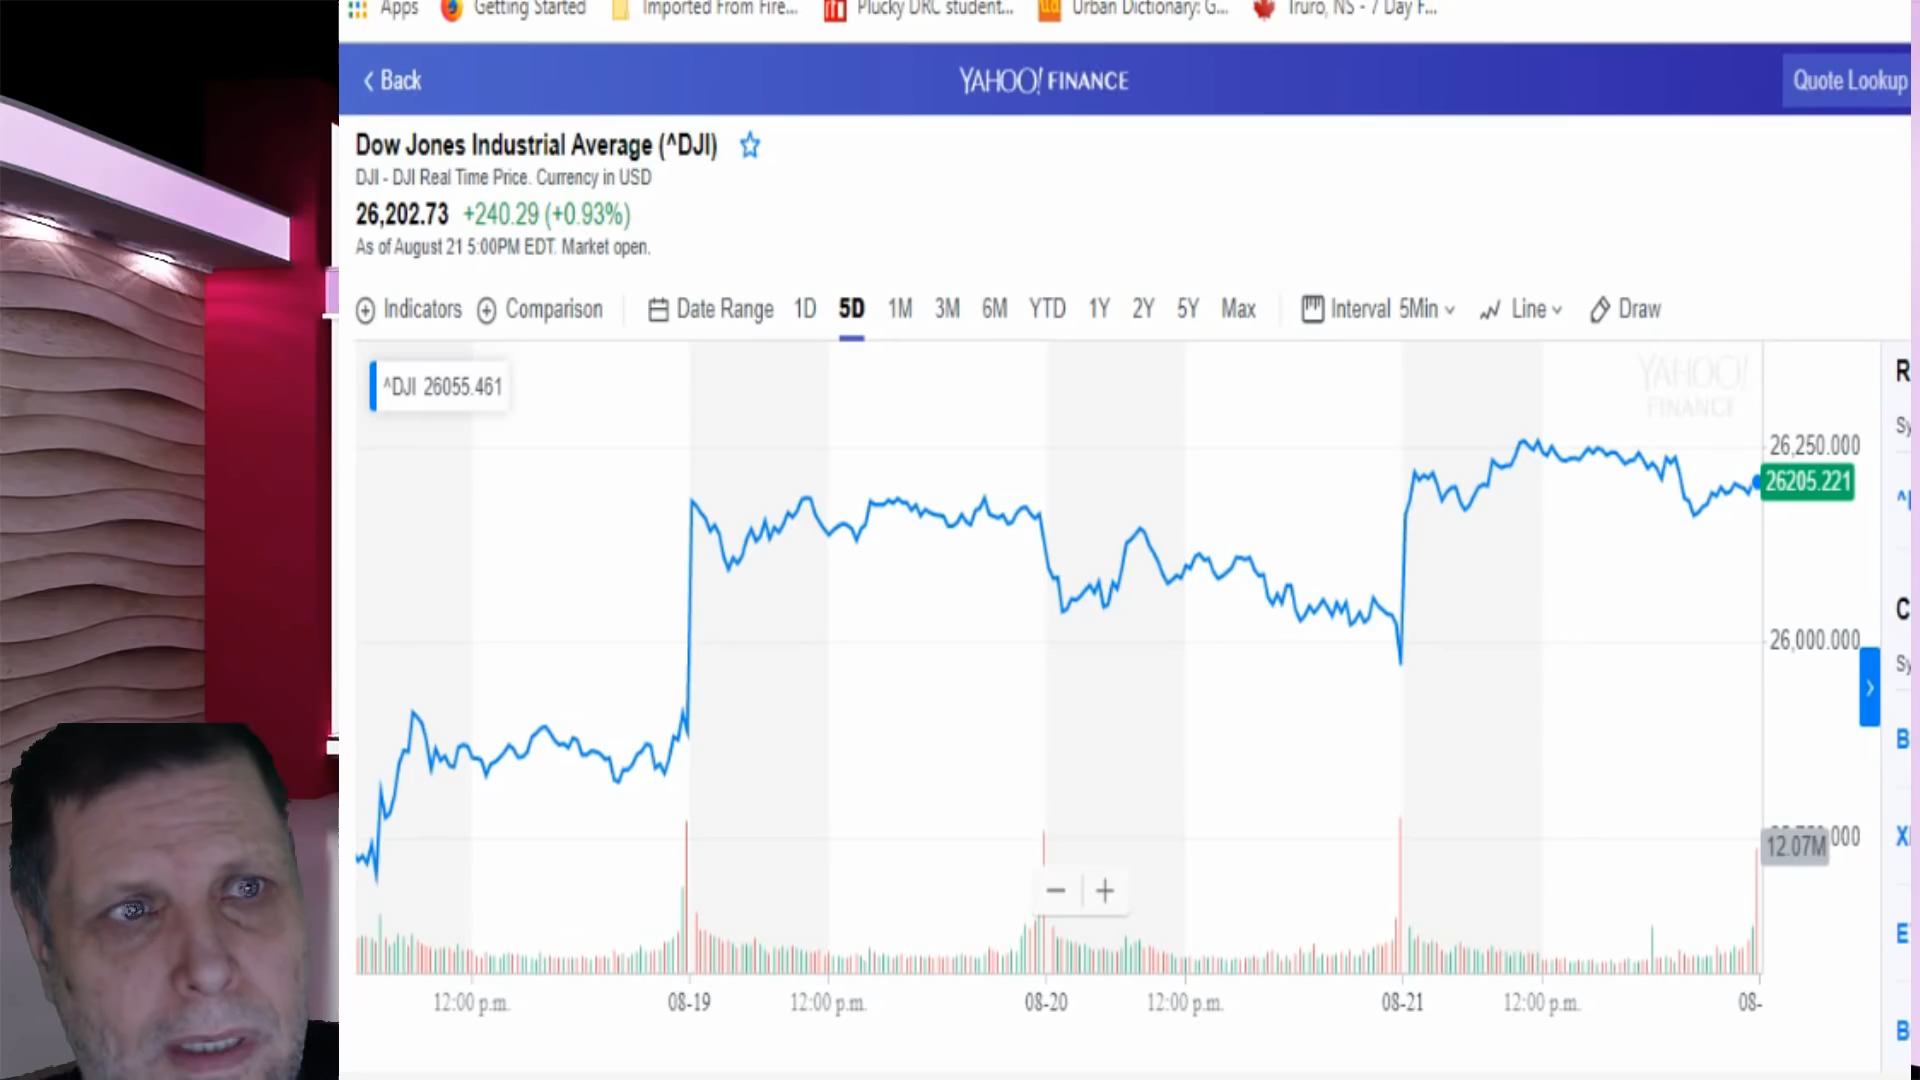 Apps Getting Started Imported From Fire... Plucky DRC student... Urban Dictionary: G... Truro, NS - 7 Day F...
Back YAHOO! FINANCE Quote Lookup
Dow Jones Industrial Average (^DJI)
DJI - DJI Real Time Price. Currency in USD
26,202.73 +240.29 (+0.93%)
As of August 21 5:00PM EDT. Market open.
Indicators Comparison Date Range 1D 5D 1M 3M 6M YTD 1Y 2Y 5Y Max Interval 5Min Line Draw
^DJI 26055.461
YAHOO!
FINANCE
26,250.000
26205.221
26,000.000
12.07M
12:00 p.m. 08-19 12:00 p.m. 08-20 12:00 p.m. 08-21 12:00 p.m. 08-